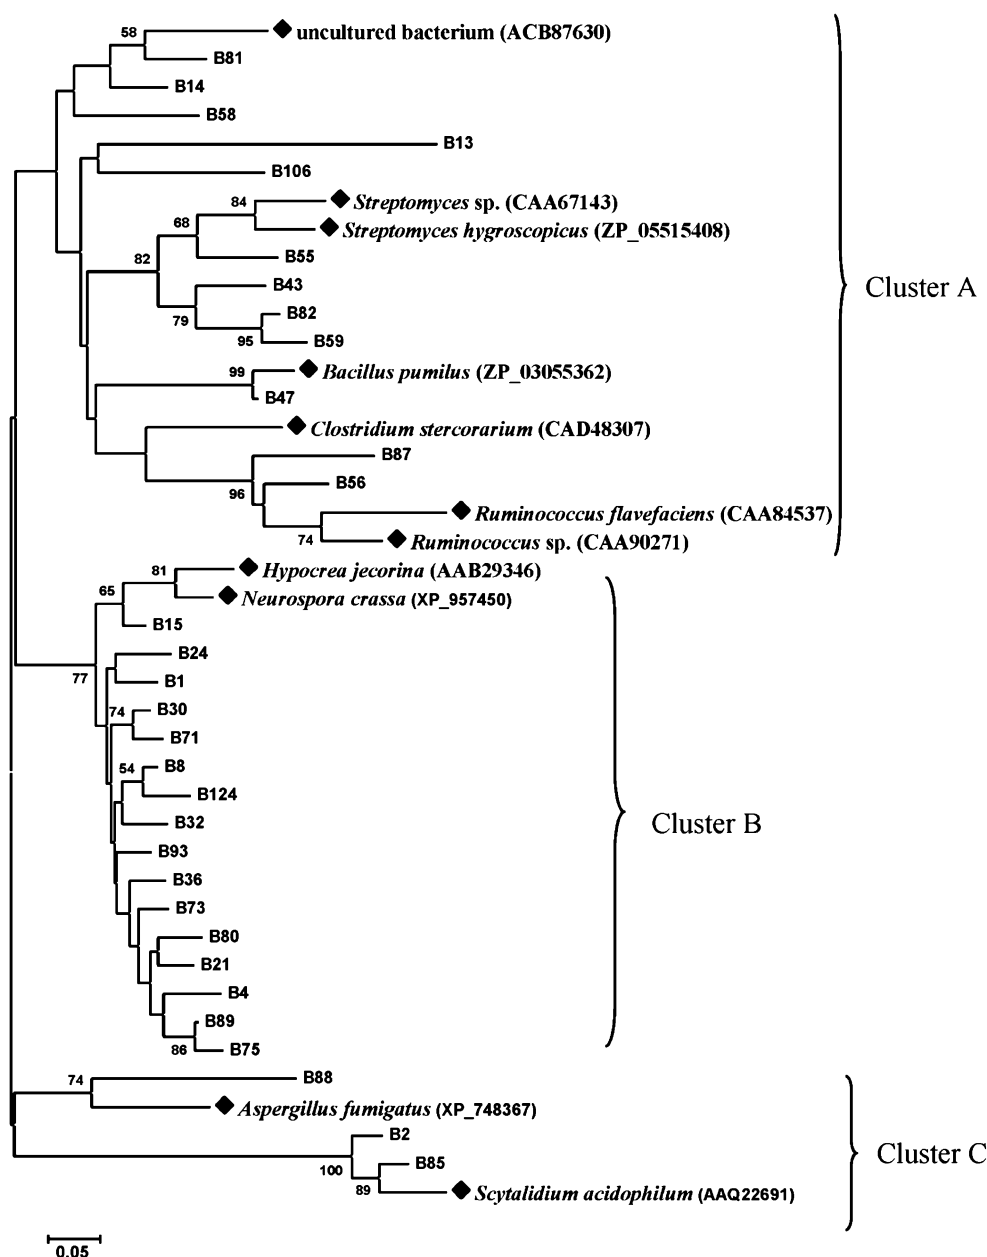 58
uncultured bacterium (ACB87630)
B81
B14
B58
B13
B106
84
Streptomyces sp. (CAA67143)
68
Streptomyces hygroscopicus (ZP_05515408)
82
B55
B43
79
B82
95
B59
Cluster A
99
Bacillus pumilus (ZP_03055362)
B47
Clostridium stercorarium (CAD48307)
B87
96
B56
Ruminococcus flavefaciens (CAA84537)
74
Ruminococcus sp. (CAA90271)
81
Hypocrea jecorina (AAB29346)
65
Neurospora crassa (XP_957450)
B15
77
B24
B1
74
B30
B71
54
B8
B124
B32
Cluster B
B93
B36
B73
B80
B21
B4
B89
86
B75
74
B88
Aspergillus fumigatus (XP_748367)
B2
Cluster C
100
B85
89
Scytalidium acidophilum (AAQ22691)
0.05